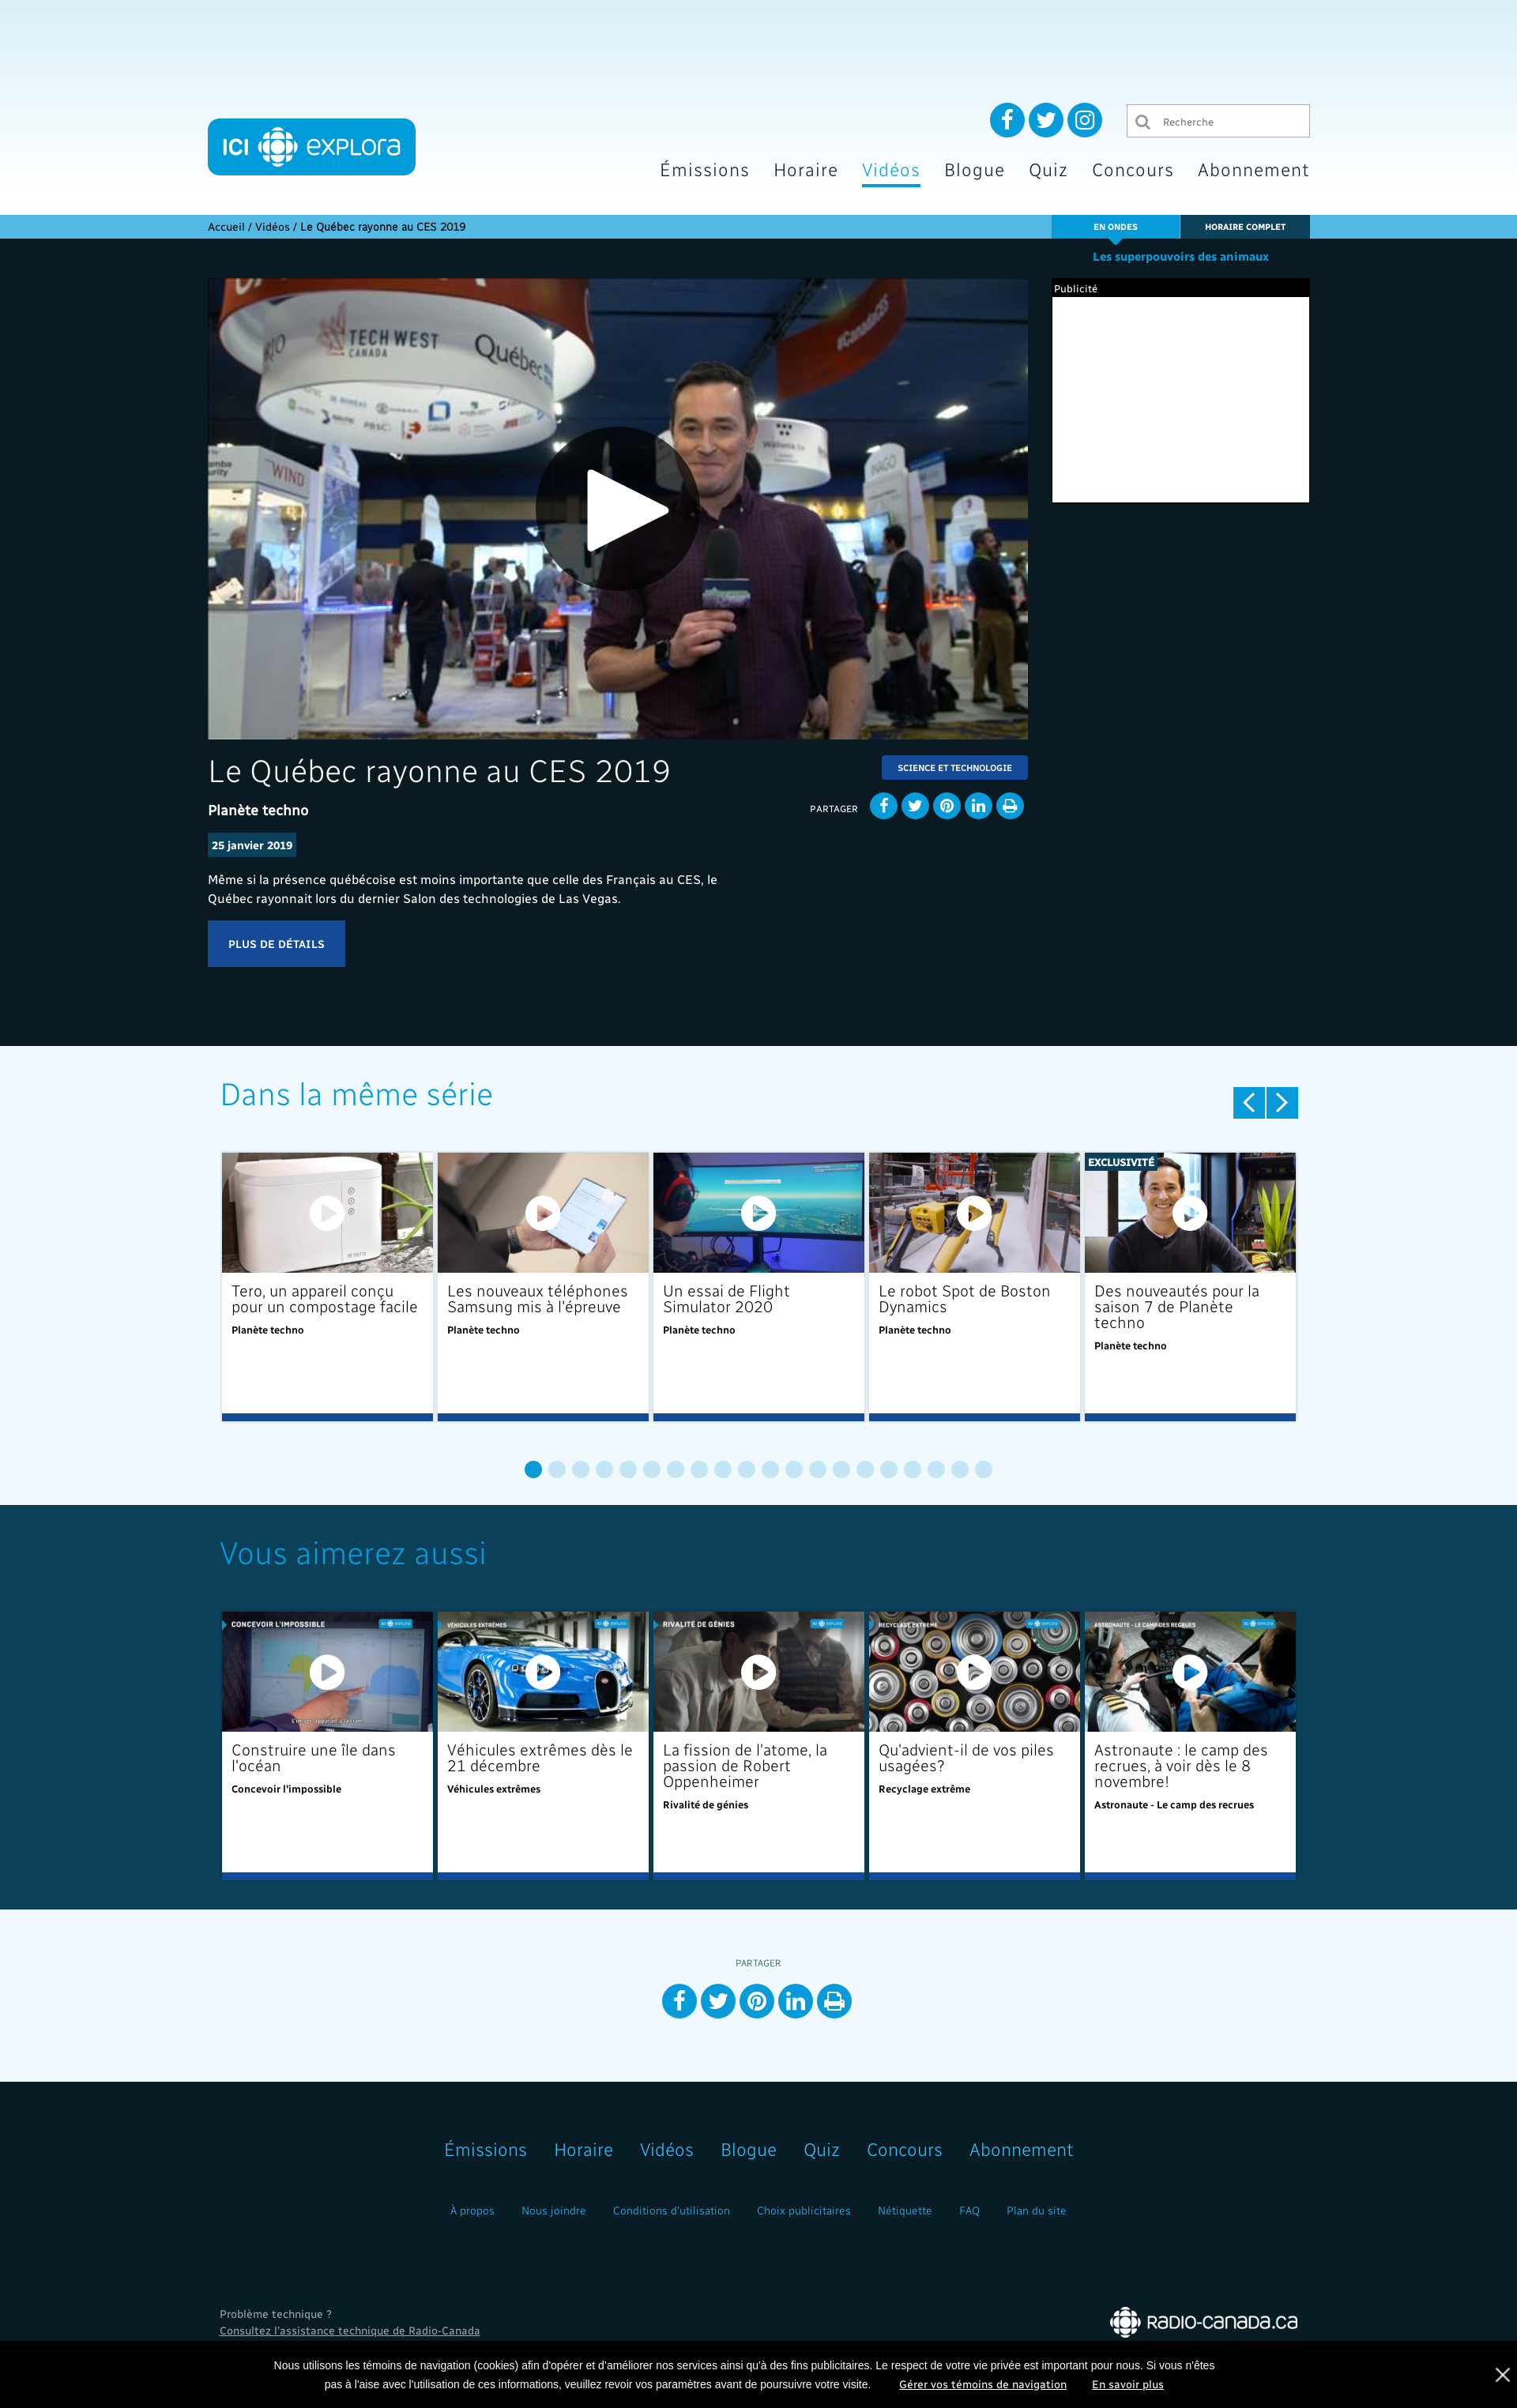 ICI explora
Recherche
Émissions Horaire Vidéos Blogue Quiz Concours Abonnement
Accueil / Vidéos / Le Québec rayonne au CES 2019
EN ONDES
HORAIRE COMPLET
Les superpouvoirs des animaux
Publicité
TECH WEST
CANADA
Québec
#CanadaCES
WIND
Le Québec rayonne au CES 2019
SCIENCE ET TECHNOLOGIE
Planète techno
PARTAGER
25 janvier 2019
Même si la présence québécoise est moins importante que celle des Français au CES, le
Québec rayonnait lors du dernier Salon des technologies de Las Vegas.
PLUS DE DÉTAILS
Dans la même série
EXCLUSIVITÉ
Tero, un appareil conçu
pour un compostage facile
Planète techno
Les nouveaux téléphones
Samsung mis à l'épreuve
Planète techno
Un essai de Flight
Simulator 2020
Planète techno
Le robot Spot de Boston
Dynamics
Planète techno
Des nouveautés pour la
saison 7 de Planète
techno
Planète techno
Vous aimerez aussi
CONCEVOIR L'IMPOSSIBLE
VÉHICULES EXTRÊMES
RIVALITÉ DE GÉNIES
RECYCLAGE EXTRÊME
ASTRONAUTE - LE CAMP DES RECRUES
Construire une île dans
l'océan
Concevoir l'impossible
Véhicules extrêmes dès le
21 décembre
Véhicules extrêmes
La fission de l'atome, la
passion de Robert
Oppenheimer
Rivalité de génies
Qu'advient-il de vos piles
usagées?
Recyclage extrême
Astronaute : le camp des
recrues, à voir dès le 8
novembre!
Astronaute - Le camp des recrues
PARTAGER
Émissions Horaire Vidéos Blogue Quiz Concours Abonnement
À propos Nous joindre Conditions d'utilisation Choix publicitaires Nétiquette FAQ Plan du site
Problème technique ?
Consultez l'assistance technique de Radio-Canada
RADIO-CANADA.CA
Nous utilisons les témoins de navigation (cookies) afin d'opérer et d'améliorer nos services ainsi qu'à des fins publicitaires. Le respect de votre vie privée est important pour nous. Si vous n'êtes
pas à l'aise avec l'utilisation de ces informations, veuillez revoir vos paramètres avant de poursuivre votre visite. Gérer vos témoins de navigation En savoir plus